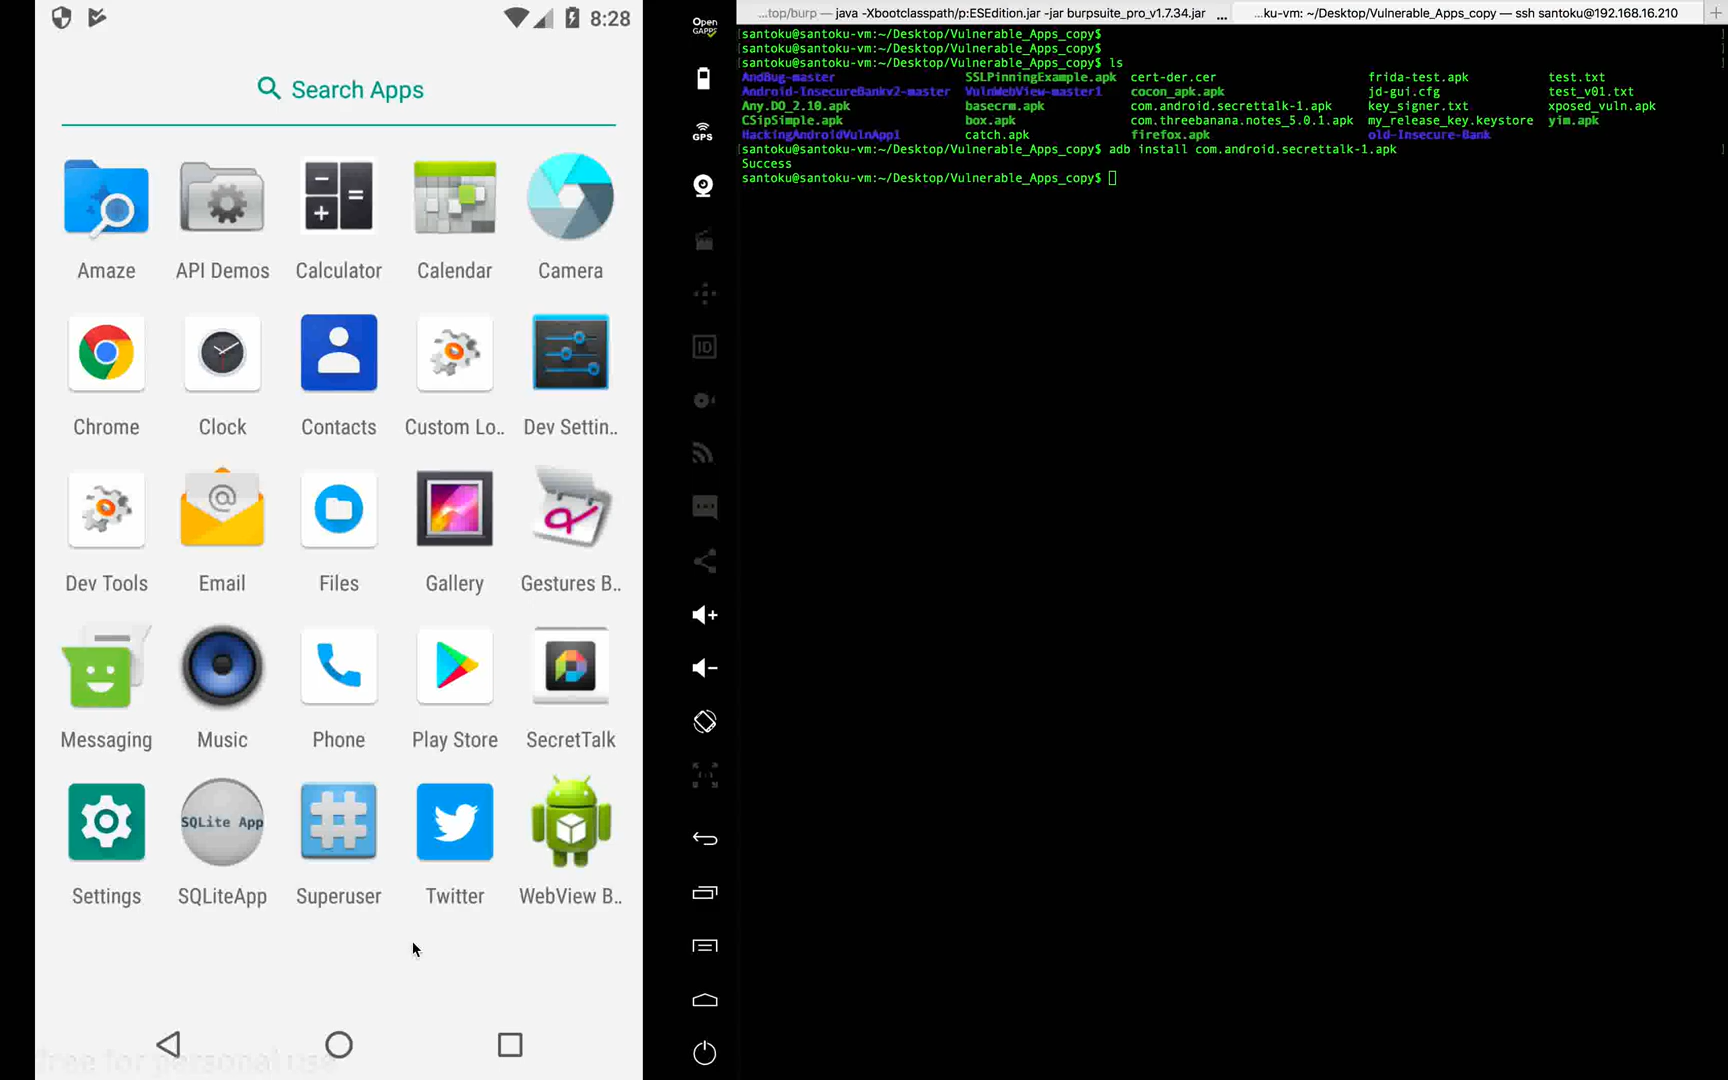 8:28
Search Apps
Amaze
API Demos
Calculator
Calendar
Camera
Chrome
Clock
Contacts
Custom Lo..
Dev Settin..
Dev Tools
Email
Files
Gallery
Gestures B..
Messaging
Music
Phone
Play Store
SecretTalk
SQLite App
Settings
SQLiteApp
Superuser
Twitter
WebView B..
free for personal use
Open
GAPPS
GPS
ID
...top/burp — java -Xbootclasspath/p:ESEdition.jar -jar burpsuite_pro_v1.7.34.jar ...
...ku-vm: ~/Desktop/Vulnerable_Apps_copy — ssh santoku@192.168.16.210
santoku@santoku-vm:~/Desktop/Vulnerable_Apps_copy$
santoku@santoku-vm:~/Desktop/Vulnerable_Apps_copy$
santoku@santoku-vm:~/Desktop/Vulnerable_Apps_copy$ ls
AndBug-master SSLPinningExample.apk cert-der.cer frida-test.apk test.txt
Android-InsecureBankv2-master VulnWebView-master1 cocon_apk.apk jd-gui.cfg test_v01.txt
Any.DO_2.10.apk basecrm.apk com.android.secrettalk-1.apk key_signer.txt xposed_vuln.apk
CSipSimple.apk box.apk com.threebanana.notes_5.0.1.apk my_release_key.keystore yim.apk
HackingAndroidVulnApp1 catch.apk firefox.apk old-Insecure-Bank
santoku@santoku-vm:~/Desktop/Vulnerable_Apps_copy$ adb install com.android.secrettalk-1.apk
Success
santoku@santoku-vm:~/Desktop/Vulnerable_Apps_copy$